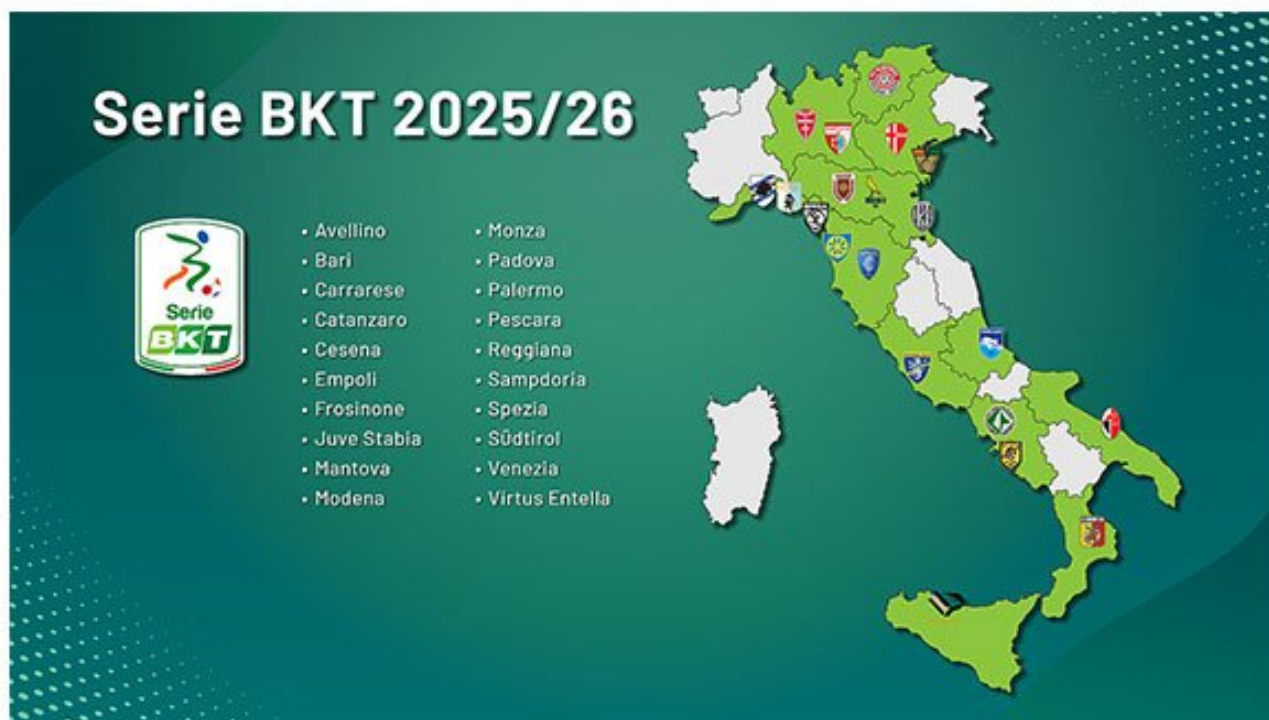 Serie BKT 2025/26
Serie
BKT
• Avellino
• Bari
• Carrarese
• Catanzaro
• Cesena
• Empoli
• Frosinone
• Juve Stabia
• Mantova
• Modena
• Monza
• Padova
• Palermo
• Pescara
• Reggiana
• Sampdoria
• Spezia
• Südtirol
• Venezia
• Virtus Entella